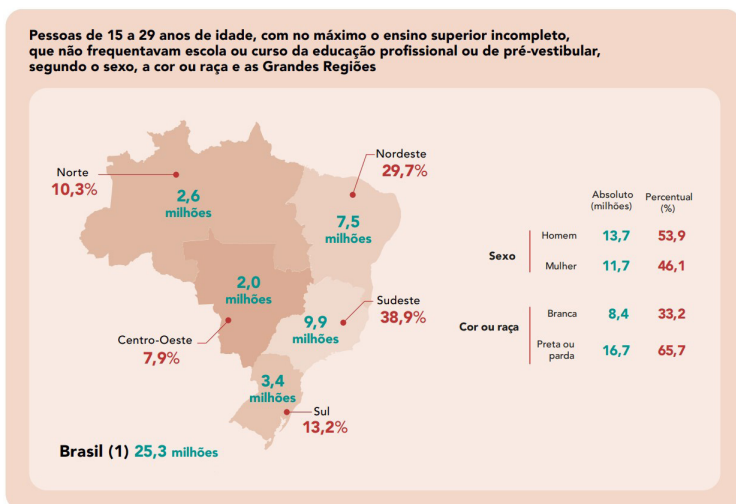 Pessoas de 15 a 29 anos de idade, com no máximo o ensino superior incompleto,
que não frequentavam escola ou curso da educação profissional ou de pré-vestibular,
segundo o sexo, a cor ou raça e as Grandes Regiões
Norte
10,3%
2,6
milhões
Nordeste
29,7%
7,5
milhões
2,0
milhões
Centro-Oeste
7,9%
Sudeste
38,9%
9,9
milhões
3,4
milhões
Sul
13,2%
Brasil (1) 25,3 milhões
Absoluto Percentual
(milhões) (%)
Sexo
Homem 13,7 53,9
Mulher 11,7 46,1
Cor ou raça
Branca 8,4 33,2
Preta ou
parda 16,7 65,7